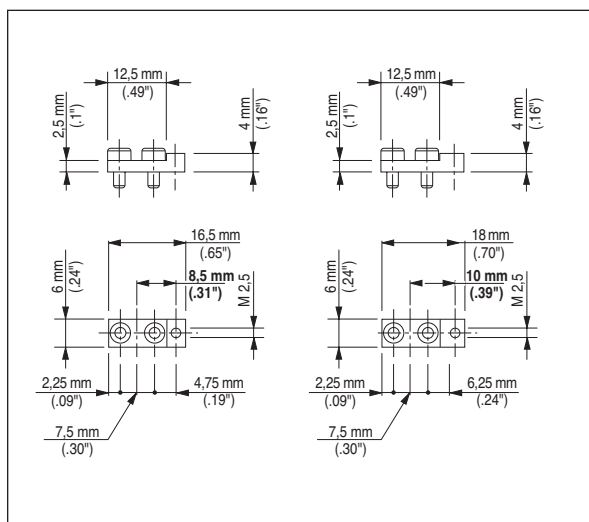 12,5 mm
(.49")
2,5 mm
(.1")
4 mm
(.16")
16,5 mm
(.65")
8,5 mm
(.31")
6 mm
(.24")
M 2,5
2,25 mm
(.09")
4,75 mm
(.19")
7,5 mm
(.30")
12,5 mm
(.49")
2,5 mm
(.1")
4 mm
(.16")
18 mm
(.70")
10 mm
(.39")
6 mm
(.24")
M 2,5
2,25 mm
(.09")
6,25 mm
(.24")
7,5 mm
(.30")